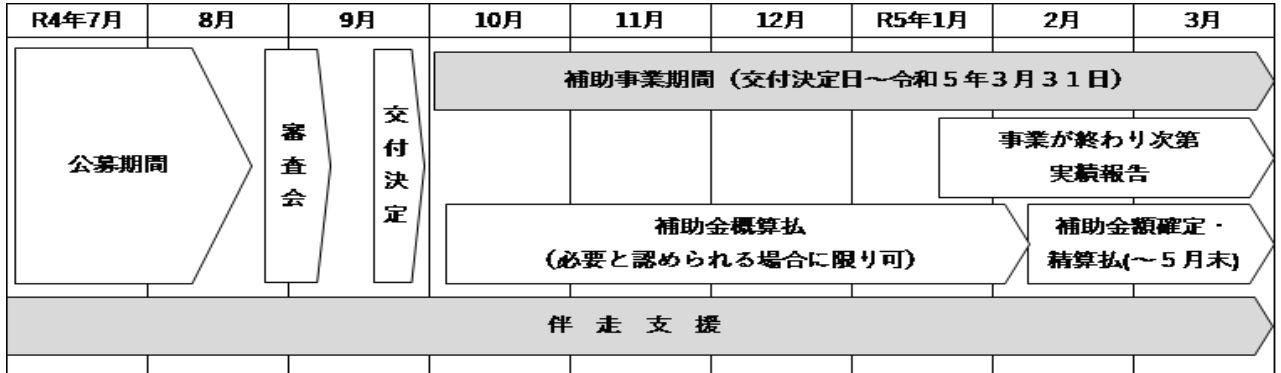 R4年7月
8月
9月
10月
11月
12月
R5年1月
2月
3月
公募期間
審査会
交付決定
補助事業期間（交付決定日～令和５年３月３１日）
事業が終わり次第
実績報告
補助金概算払
（必要と認められる場合に限り可）
補助金額確定・
精算払(～５月末)
伴走支援